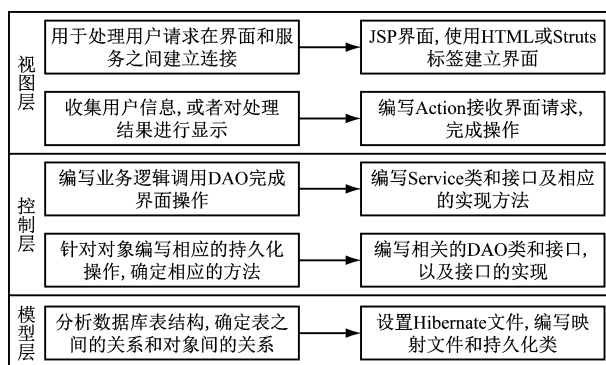 视图层
用于处理用户请求在界面和服
务之间建立连接
JSP界面,使用HTML或Struts
标签建立界面
收集用户信息,或者对处理
结果进行显示
编写Action接收界面请求,
完成操作
控制层
编写业务逻辑调用DAO完成
界面操作
编写Service类和接口及相应
的实现方法
针对对象编写相应的持久化
操作,确定相应的方法
编写相关的DAO类和接口,
以及接口的实现
模型层
分析数据库表结构,确定表之
间的关系和对象间的关系
设置Hibernate文件,编写映
射文件和持久化类